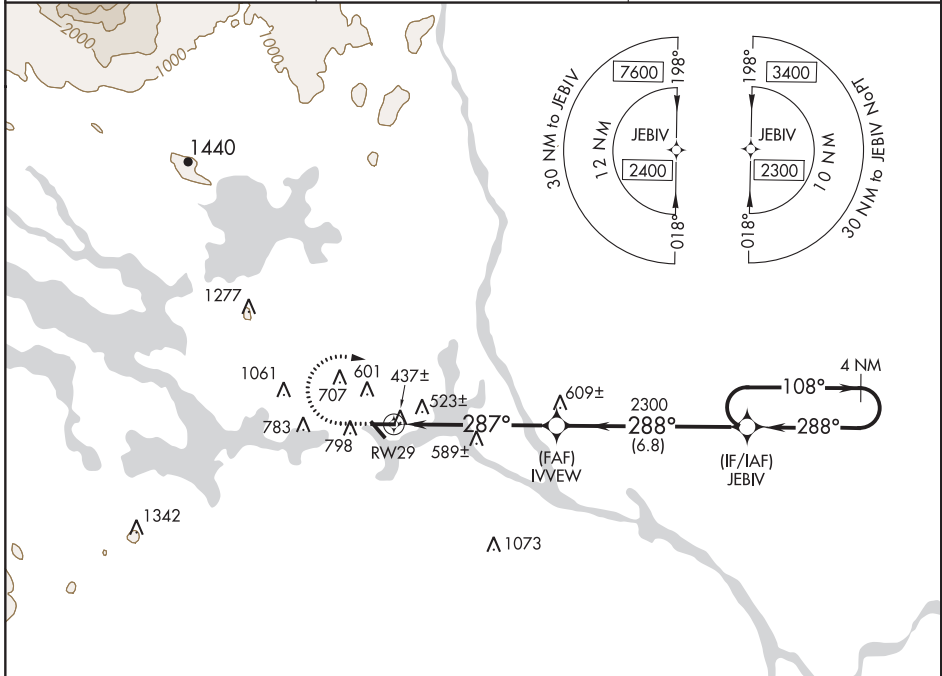 2000
1000
1000
1440
1277
1061
707
601
437±
523±
783
798
RW29
589±
287°
609±
(FAF)
IVVEW
2300
288°
(6.8)
(IF/IAF)
JEBIV
108°
4 NM
288°
1342
1073
30 NM to JEBIV
7600
198°
12 NM
JEBIV
2400
018°
198°
3400
JEBIV
2300
10 NM
30 NM to JEBIV NoPT
018°